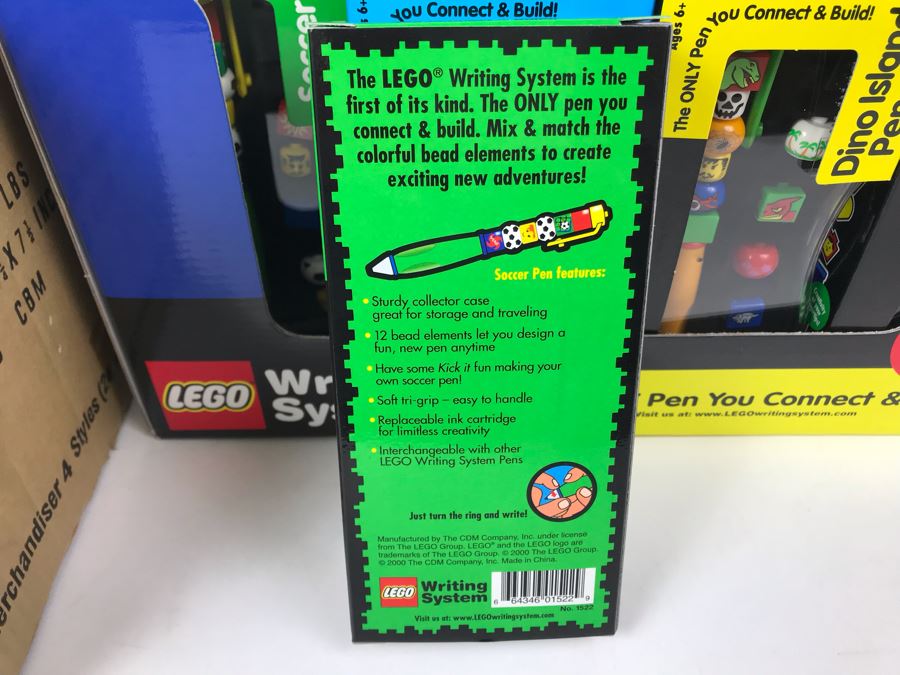 The LEGO® Writing System is the
first of its kind. The ONLY pen you
connect & build. Mix & match the
colorful bead elements to create
exciting new adventures!
Soccer Pen features:
• Sturdy collector case
great for storage and traveling
• 12 bead elements let you design a
fun, new pen anytime
• Have some Kick it fun making your
own soccer pen!
• Soft tri-grip – easy to handle
• Replaceable ink cartridge
for limitless creativity
• Interchangeable with other
LEGO Writing System Pens
Just turn the ring and write!
Manufactured by The CDM Company, Inc. under license
from The LEGO Group. LEGO® and the LEGO logo are
trademarks of The LEGO Group. © 2000 The LEGO Group.
© 2000 The CDM Company, Inc. Made in China.
LEGO Writing
System
6 64346 01522 9
No. 1522
Visit us at: www.LEGOwritingsystem.com
Soccer
You Connect & Build!
LEGO
Wr
Sys
Ages 6+
The ONLY Pen You Connect & Build!
Dino Island
Pen
Pen You Connect &
Visit us at: www.LEGOwritingsystem.com
LBS
CBM
erchandiser 4 Styles